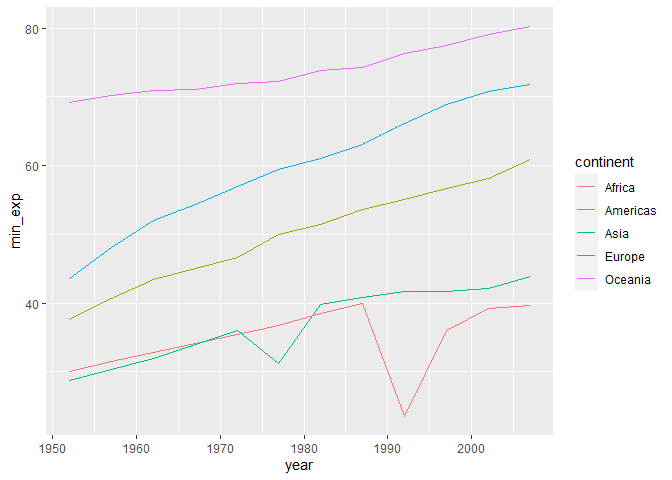 80
60
40
min_exp
1950
1960
1970
1980
1990
2000
year
continent
Africa
Americas
Asia
Europe
Oceania